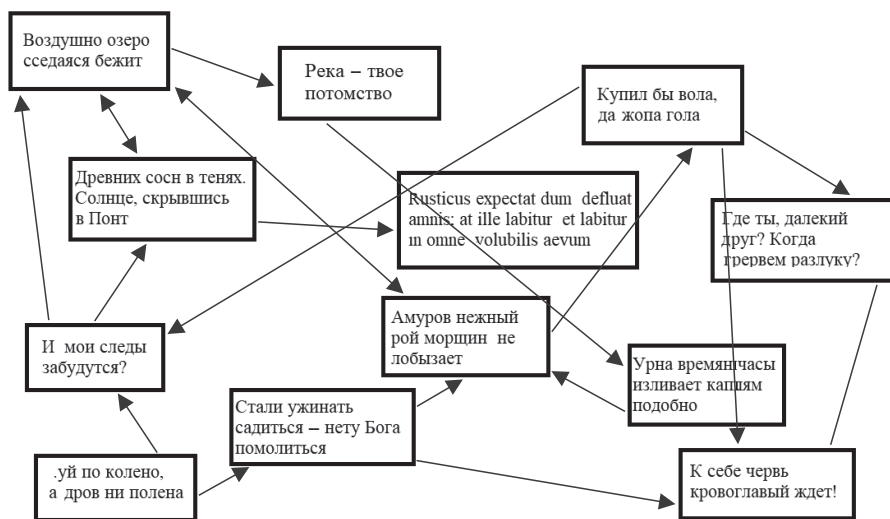 Воздушно озеро
сседаяся бежит
Река – твое
потомство
Купил бы вола,
да жопа гола
Древних сосн в тенях.
Солнце, скрывшись
в Понт
Rusticus expectat dum defluat
amnis: at ille labitur et labitur
in omne volubilis aevum
Где ты, далекий
друг? Когда
прервем разлуку?
Амуров нежный
рой морщин не
лобызает
И мои следы
забудутся?
Урна времян часы
изливает каплям
подобно
Стали ужинать
садиться – нету Бога
помолиться
.уй по колено,
а дров ни полена
К себе червь
кровоглавый ждет!